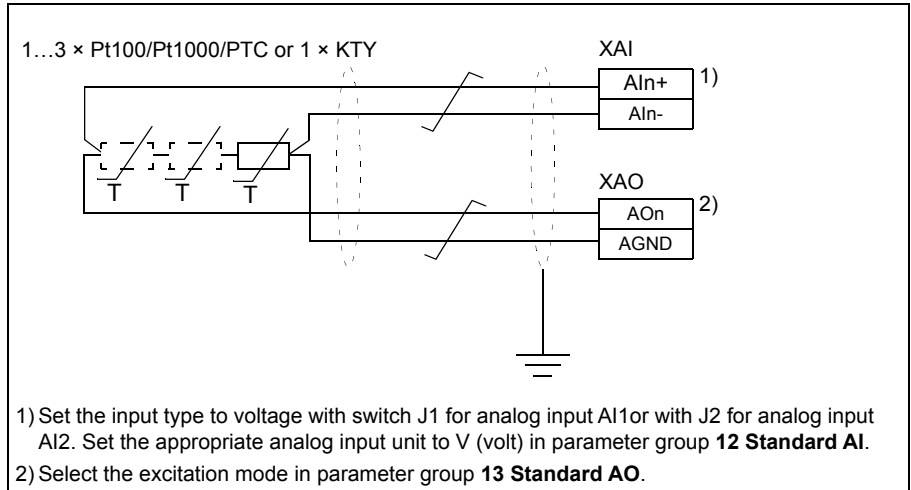 1…3 × Pt100/Pt1000/PTC or 1 × KTY
XAI
AIn+
1)
AIn-
T
T
T
XAO
AOn
2)
AGND
1) Set the input type to voltage with switch J1 for analog input AI1or with J2 for analog input
AI2. Set the appropriate analog input unit to V (volt) in parameter group 12 Standard AI.
2) Select the excitation mode in parameter group 13 Standard AO.